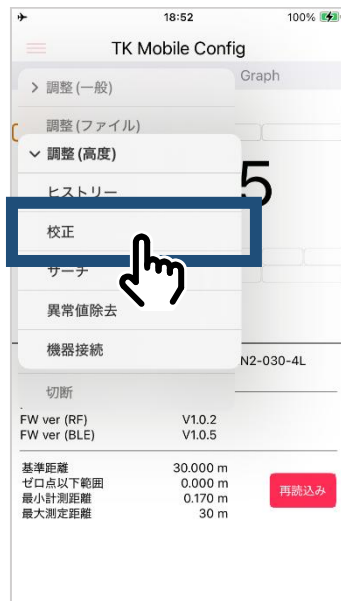 18:52
100%
TK Mobile Config
Graph
調整 (一般)
調整 (ファイル)
調整 (高度)
5
ヒストリー
校正
サーチ
異常値除去
機器接続
N2-030-4L
切断
FW ver (RF) V1.0.2
FW ver (BLE) V1.0.5
基準距離 30.000 m
ゼロ点以下範囲 0.000 m
最小計測距離 0.170 m
最大測定距離 30 m
再読込み